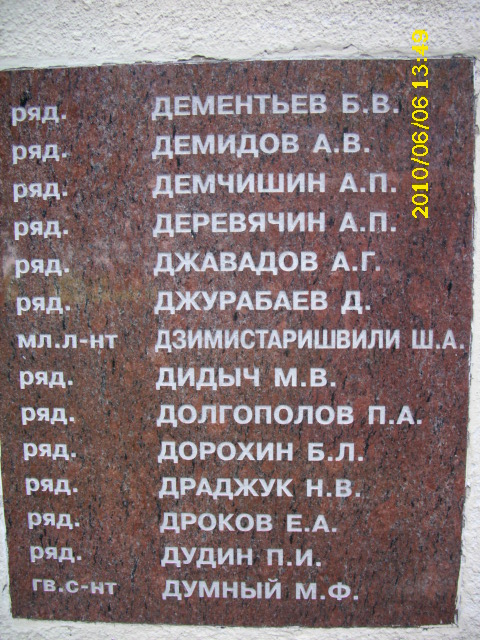 ряд. ДЕМЕНТЬЕВ Б.В.
ряд. ДЕМИДОВ А.В.
ряд. ДЕМЧИШИН А.П.
ряд. ДЕРЕВЯЧИН А.П.
ряд. ДЖАВАДОВ А.Г.
ряд. ДЖУРАБАЕВ Д.
мл.л-нт ДЗИМИСТАРИШВИЛИ Ш.А.
ряд. ДИДЫЧ М.В.
ряд. ДОЛГОПОЛОВ П.А.
ряд. ДОРОХИН Б.Л.
ряд. ДРАДЖУК Н.В.
ряд. ДРОКОВ Е.А.
ряд. ДУДИН П.И.
гв.с-нт ДУМНЫЙ М.Ф.
2010/06/06 13:49